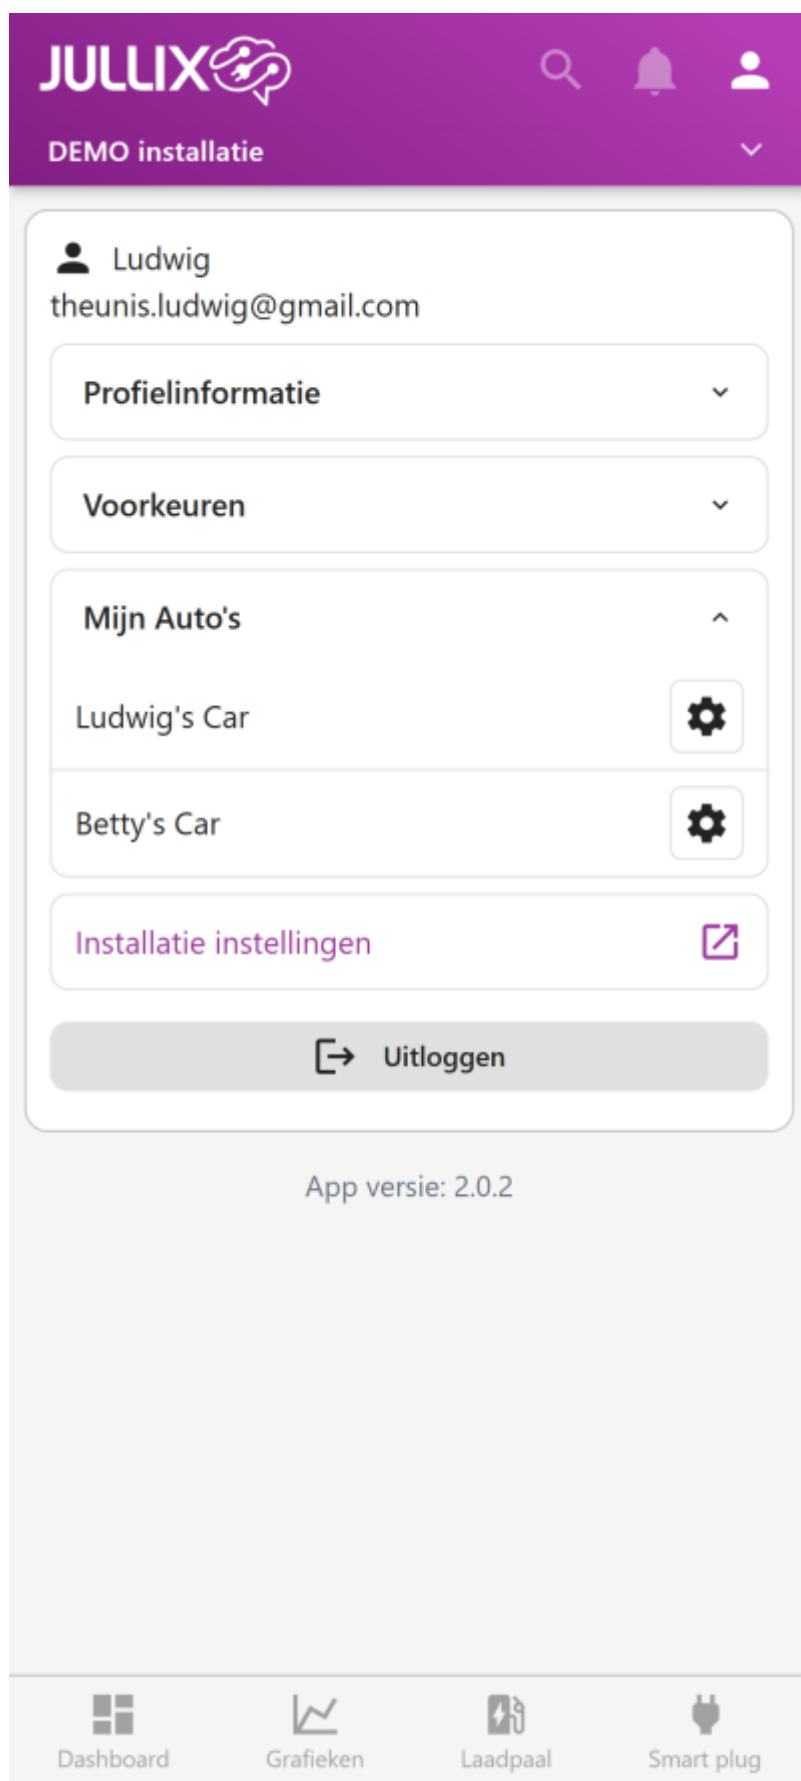 JULLIX
DEMO installatie
Ludwig
theunis.ludwig@gmail.com
Profielinformatie
Voorkeuren
Mijn Auto's
Ludwig's Car
Betty's Car
Installatie instellingen
Uitloggen
App versie: 2.0.2
Dashboard
Grafieken
Laadpaal
Smart plug